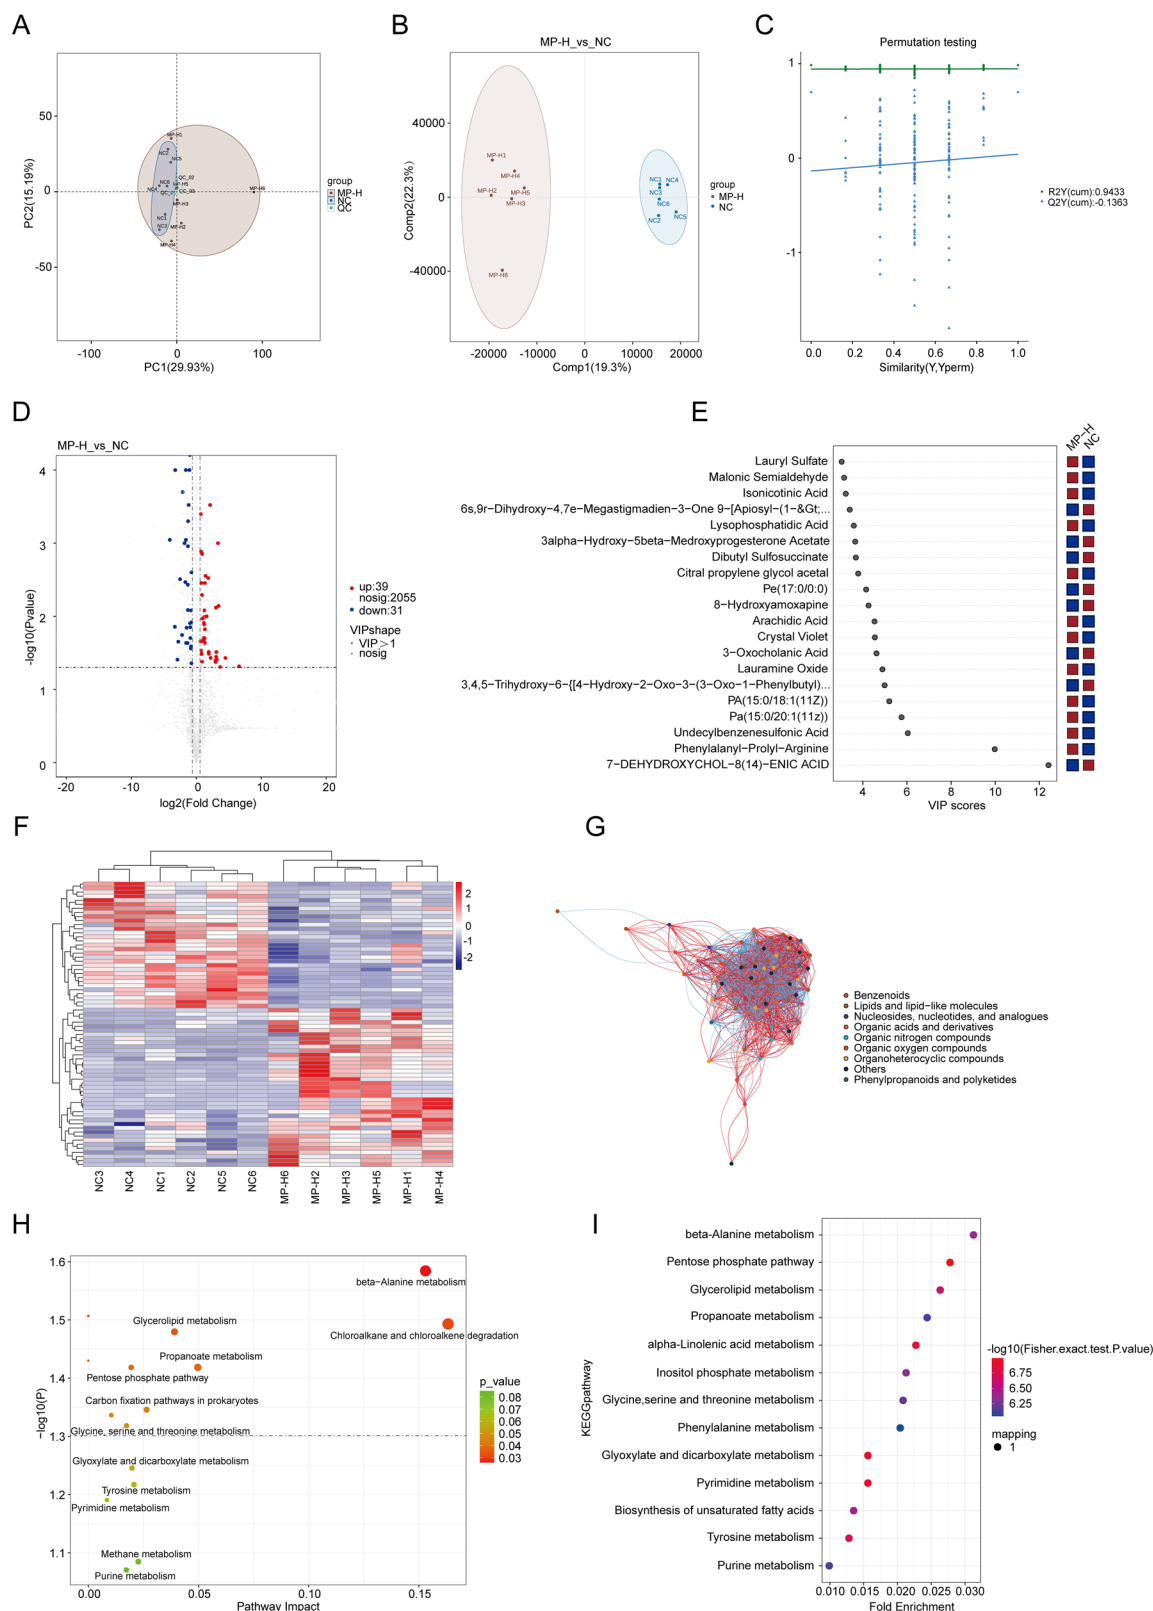 A
50
0
-50
-100
0
100
PC2(15.19%)
PC1(29.93%)
MP-H1
NC2
NC5
QC_02
MP-H5
NC6
NC4
QC_03
MP-H6
MP-H3
NC1
NC3
MP-H2
MP-H4
group
MP-H
NC
QC
B
MP-H_vs_NC
40000
0
-40000
-20000
-10000
0
10000
20000
Comp2(22.3%)
Comp1(19.3%)
MP-H1
MP-H4
MP-H2
MP-H5
MP-H3
MP-H6
NC1
NC4
NC3
NC6
NC2
NC5
group
MP-H
NC
C
Permutation testing
1
0
-1
0.0
0.2
0.4
0.6
0.8
1.0
Similarity(Y,Yperm)
R2Y(cum):0.9433
Q2Y(cum):-0.1363
D
MP-H_vs_NC
4
3
2
1
0
-20
-10
0
10
20
-log10(Pvalue)
log2(Fold Change)
up:39
nosig:2055
down:31
VIPshape
VIP>1
nosig
E
MP-H
NC
Lauryl Sulfate
Malonic Semialdehyde
Isonicotinic Acid
6s,9r-Dihydroxy-4,7e-Megastigmadien-3-One 9-[Apiosyl-(1-&Gt;...
Lysophosphatidic Acid
3alpha-Hydroxy-5beta-Medroxyprogesterone Acetate
Dibutyl Sulfosuccinate
Citral propylene glycol acetal
Pe(17:0/0:0)
8-Hydroxyamoxapine
Arachidic Acid
Crystal Violet
3-Oxocholanic Acid
Lauramine Oxide
3,4,5-Trihydroxy-6-{[4-Hydroxy-2-Oxo-3-(3-Oxo-1-Phenylbutyl)...
PA(15:0/18:1(11Z))
Pa(15:0/20:1(11z))
Undecylbenzenesulfonic Acid
Phenylalanyl-Prolyl-Arginine
7-DEHYDROXYCHOL-8(14)-ENIC ACID
4
6
8
10
12
VIP scores
F
2
1
0
-1
-2
NC3
NC4
NC1
NC2
NC5
NC6
MP-H6
MP-H2
MP-H3
MP-H5
MP-H1
MP-H4
G
Benzenoids
Lipids and lipid-like molecules
Nucleosides, nucleotides, and analogues
Organic acids and derivatives
Organic nitrogen compounds
Organic oxygen compounds
Organoheterocyclic compounds
Others
Phenylpropanoids and polyketides
H
1.6
1.5
1.4
1.3
1.2
1.1
0.00
0.05
0.10
0.15
-log10(P)
Pathway Impact
beta-Alanine metabolism
Glycerolipid metabolism
Chloroalkane and chloroalkene degradation
Propanoate metabolism
Pentose phosphate pathway
Carbon fixation pathways in prokaryotes
Glycine, serine and threonine metabolism
Glyoxylate and dicarboxylate metabolism
Tyrosine metabolism
Pyrimidine metabolism
Methane metabolism
Purine metabolism
p_value
0.08
0.07
0.06
0.05
0.04
0.03
I
KEGGpathway
beta-Alanine metabolism
Pentose phosphate pathway
Glycerolipid metabolism
Propanoate metabolism
alpha-Linolenic acid metabolism
Inositol phosphate metabolism
Glycine,serine and threonine metabolism
Phenylalanine metabolism
Glyoxylate and dicarboxylate metabolism
Pyrimidine metabolism
Biosynthesis of unsaturated fatty acids
Tyrosine metabolism
Purine metabolism
0.010
0.015
0.020
0.025
0.030
Fold Enrichment
-log10(Fisher.exact.test.P.value)
6.75
6.50
6.25
mapping
1